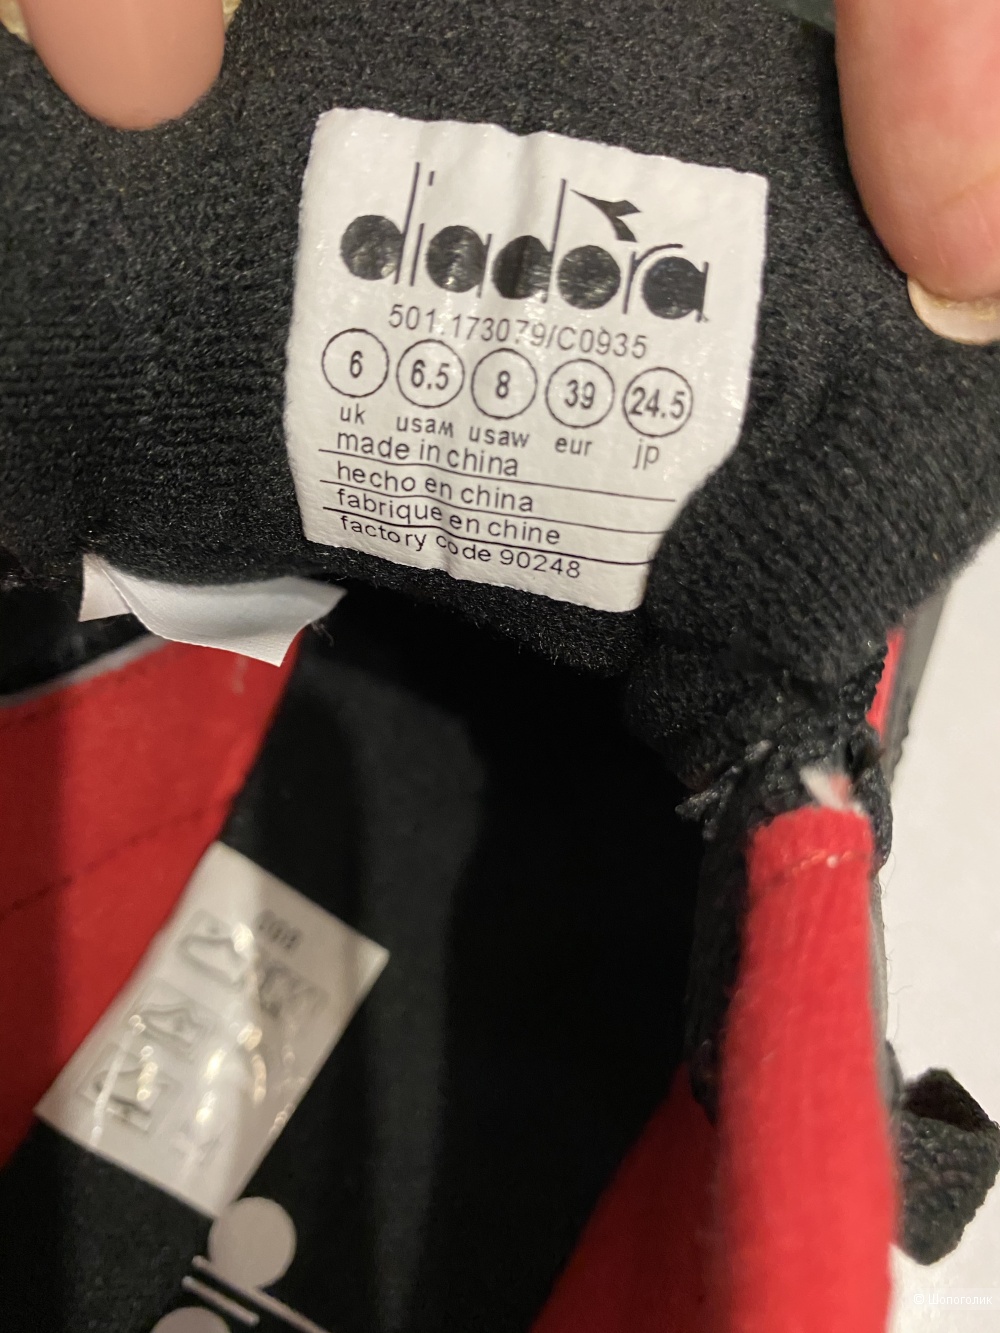 diadora
501.173079/C0935
6 6.5 8 39 24.5
uk usam usaw eur jp
made in china
hecho en china
fabrique en chine
factory code 90248
© Шопоголик